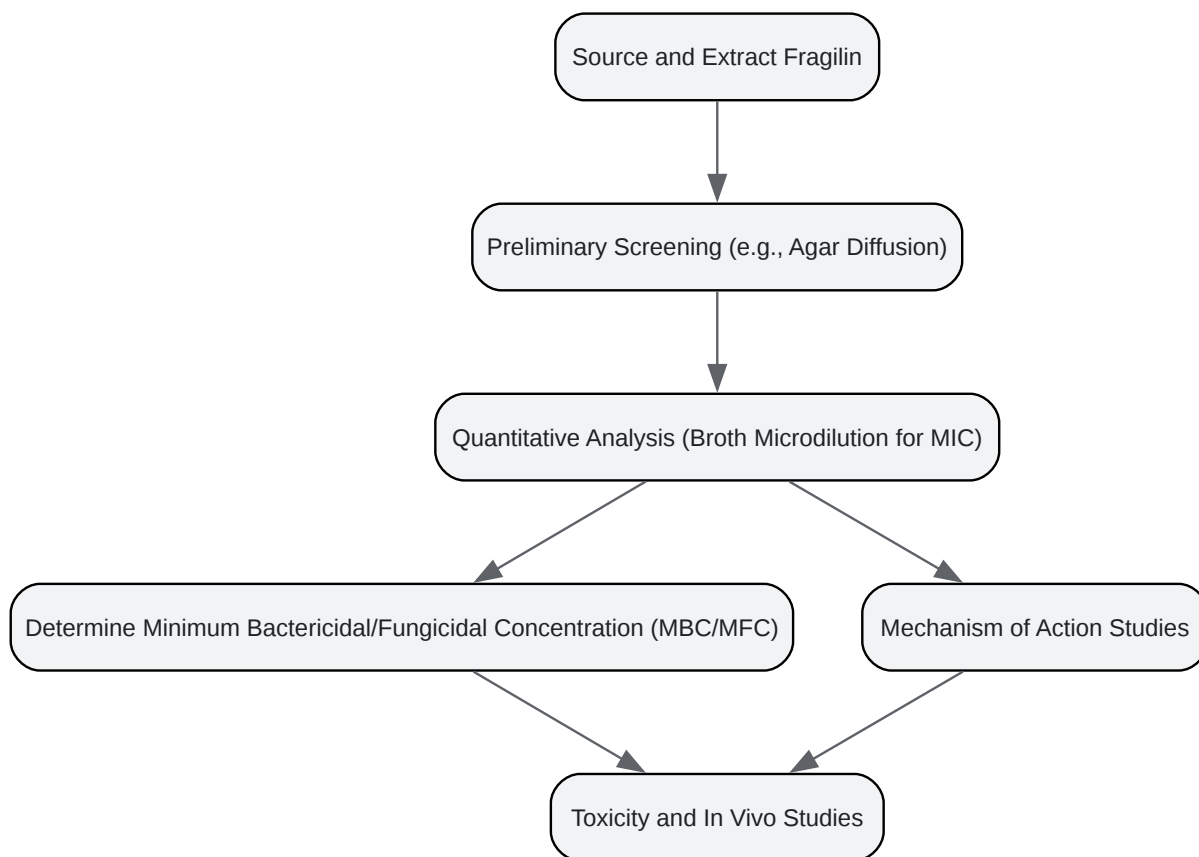 Source and Extract Fragilin
Preliminary Screening (e.g., Agar Diffusion)
Quantitative Analysis (Broth Microdilution for MIC)
Determine Minimum Bactericidal/Fungicidal Concentration (MBC/MFC)
Mechanism of Action Studies
Toxicity and In Vivo Studies